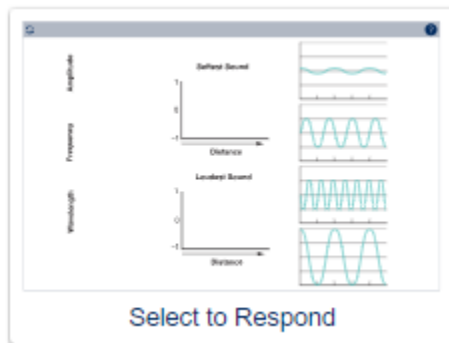 ?
Amplitude
Softest Sound
1
0
-1
Distance
Frequency
Loudest Sound
1
0
-1
Distance
Wavelength
Select to Respond